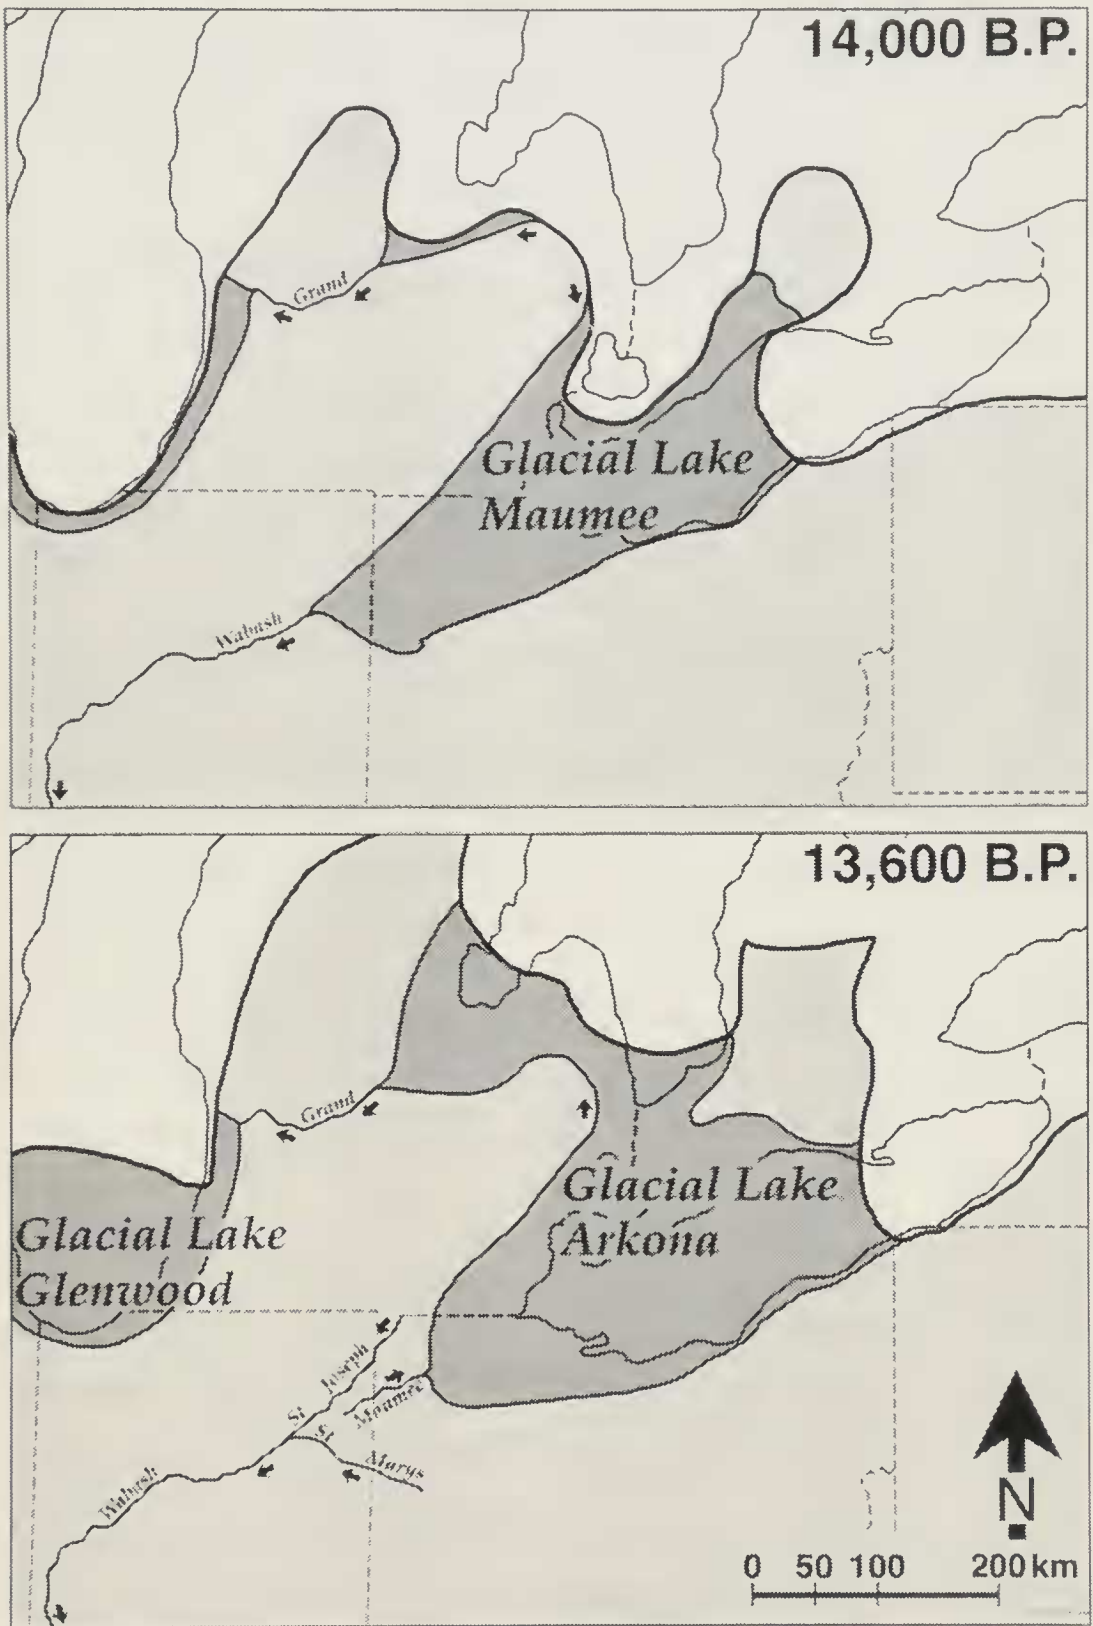 14,000 B.P.
Grand
Glacial Lake
Maumee
Wabash
13,600 B.P.
Grand
Glacial Lake
Arkona
Glacial Lake
Glenwood
St Joseph
Maumee
St Marys
Wabash
N
0 50 100 200 km